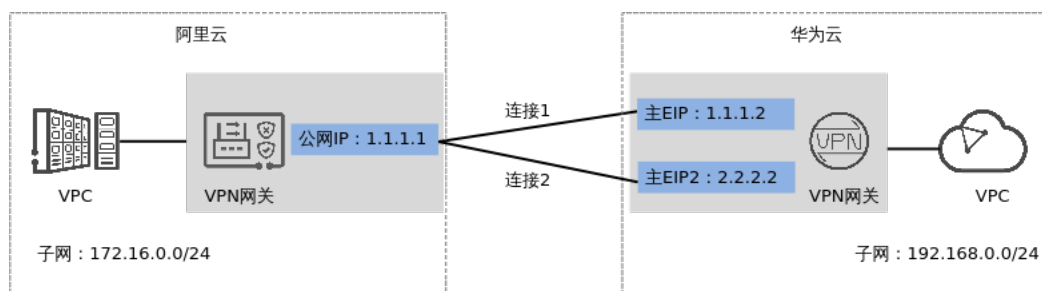 阿里云
VPC
VPN网关
公网IP：1.1.1.1
子网：172.16.0.0/24
连接1
连接2
华为云
主EIP：1.1.1.2
主EIP2：2.2.2.2
VPN
VPN网关
VPC
子网：192.168.0.0/24